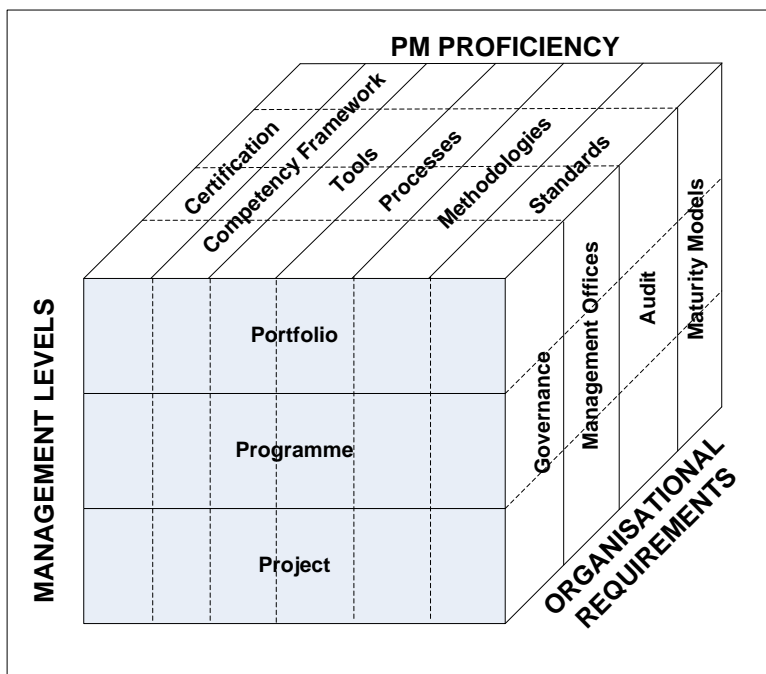 PM PROFICIENCY
Certification
Competency Framework
Tools
Processes
Methodologies
Standards
MANAGEMENT LEVELS
Portfolio
Programme
Project
Governance
Management Offices
Audit
Maturity Models
ORGANISATIONAL
REQUIREMENTS